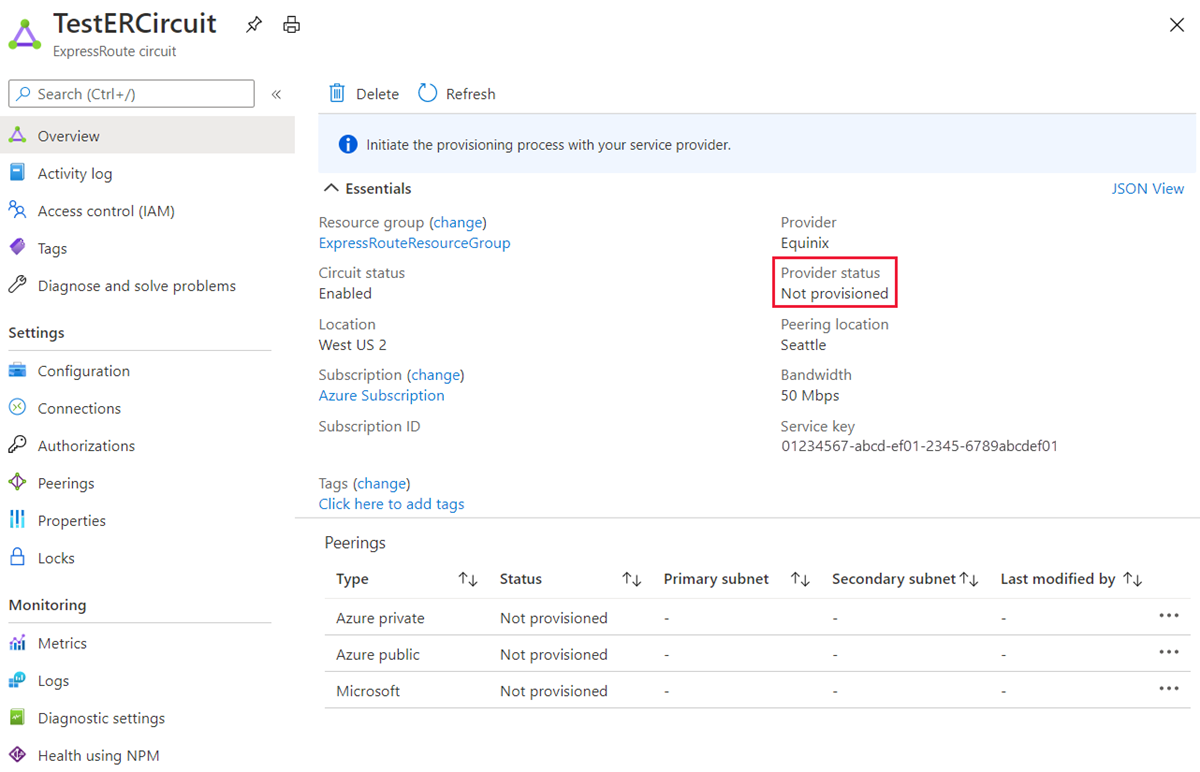 TestERCircuit
ExpressRoute circuit
Search (Ctrl+/)
«
Overview
Activity log
Access control (IAM)
Tags
Diagnose and solve problems
Settings
Configuration
Connections
Authorizations
Peerings
Properties
Locks
Monitoring
Metrics
Logs
Diagnostic settings
Health using NPM
Delete Refresh
Initiate the provisioning process with your service provider.
Essentials JSON View
Resource group (change)
ExpressRouteResourceGroup
Circuit status
Enabled
Location
West US 2
Subscription (change)
Azure Subscription
Subscription ID
Tags (change)
Click here to add tags
Provider
Equinix
Provider status
Not provisioned
Peering location
Seattle
Bandwidth
50 Mbps
Service key
01234567-abcd-ef01-2345-6789abcdef01
Peerings
Type Status Primary subnet Secondary subnet Last modified by
Azure private Not provisioned - - -
Azure public Not provisioned - - -
Microsoft Not provisioned - - -